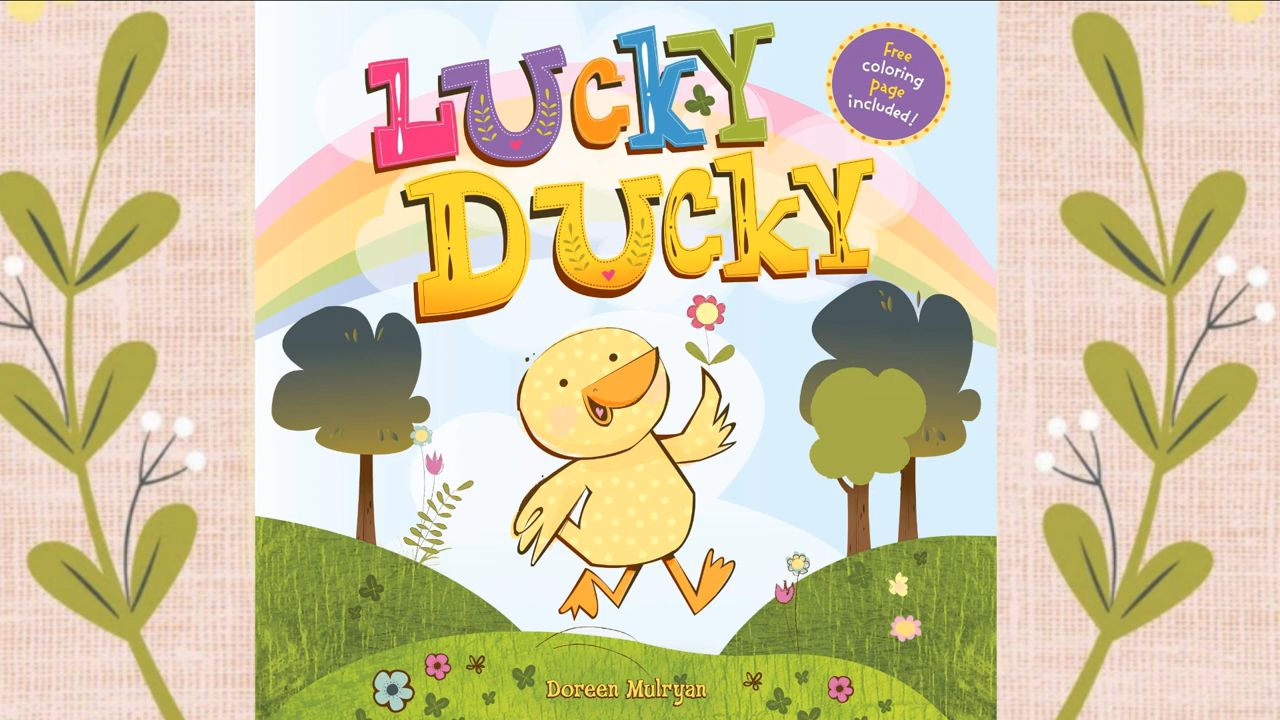 Lucky
Ducky
Free
coloring
page
included!
Doreen Mulryan